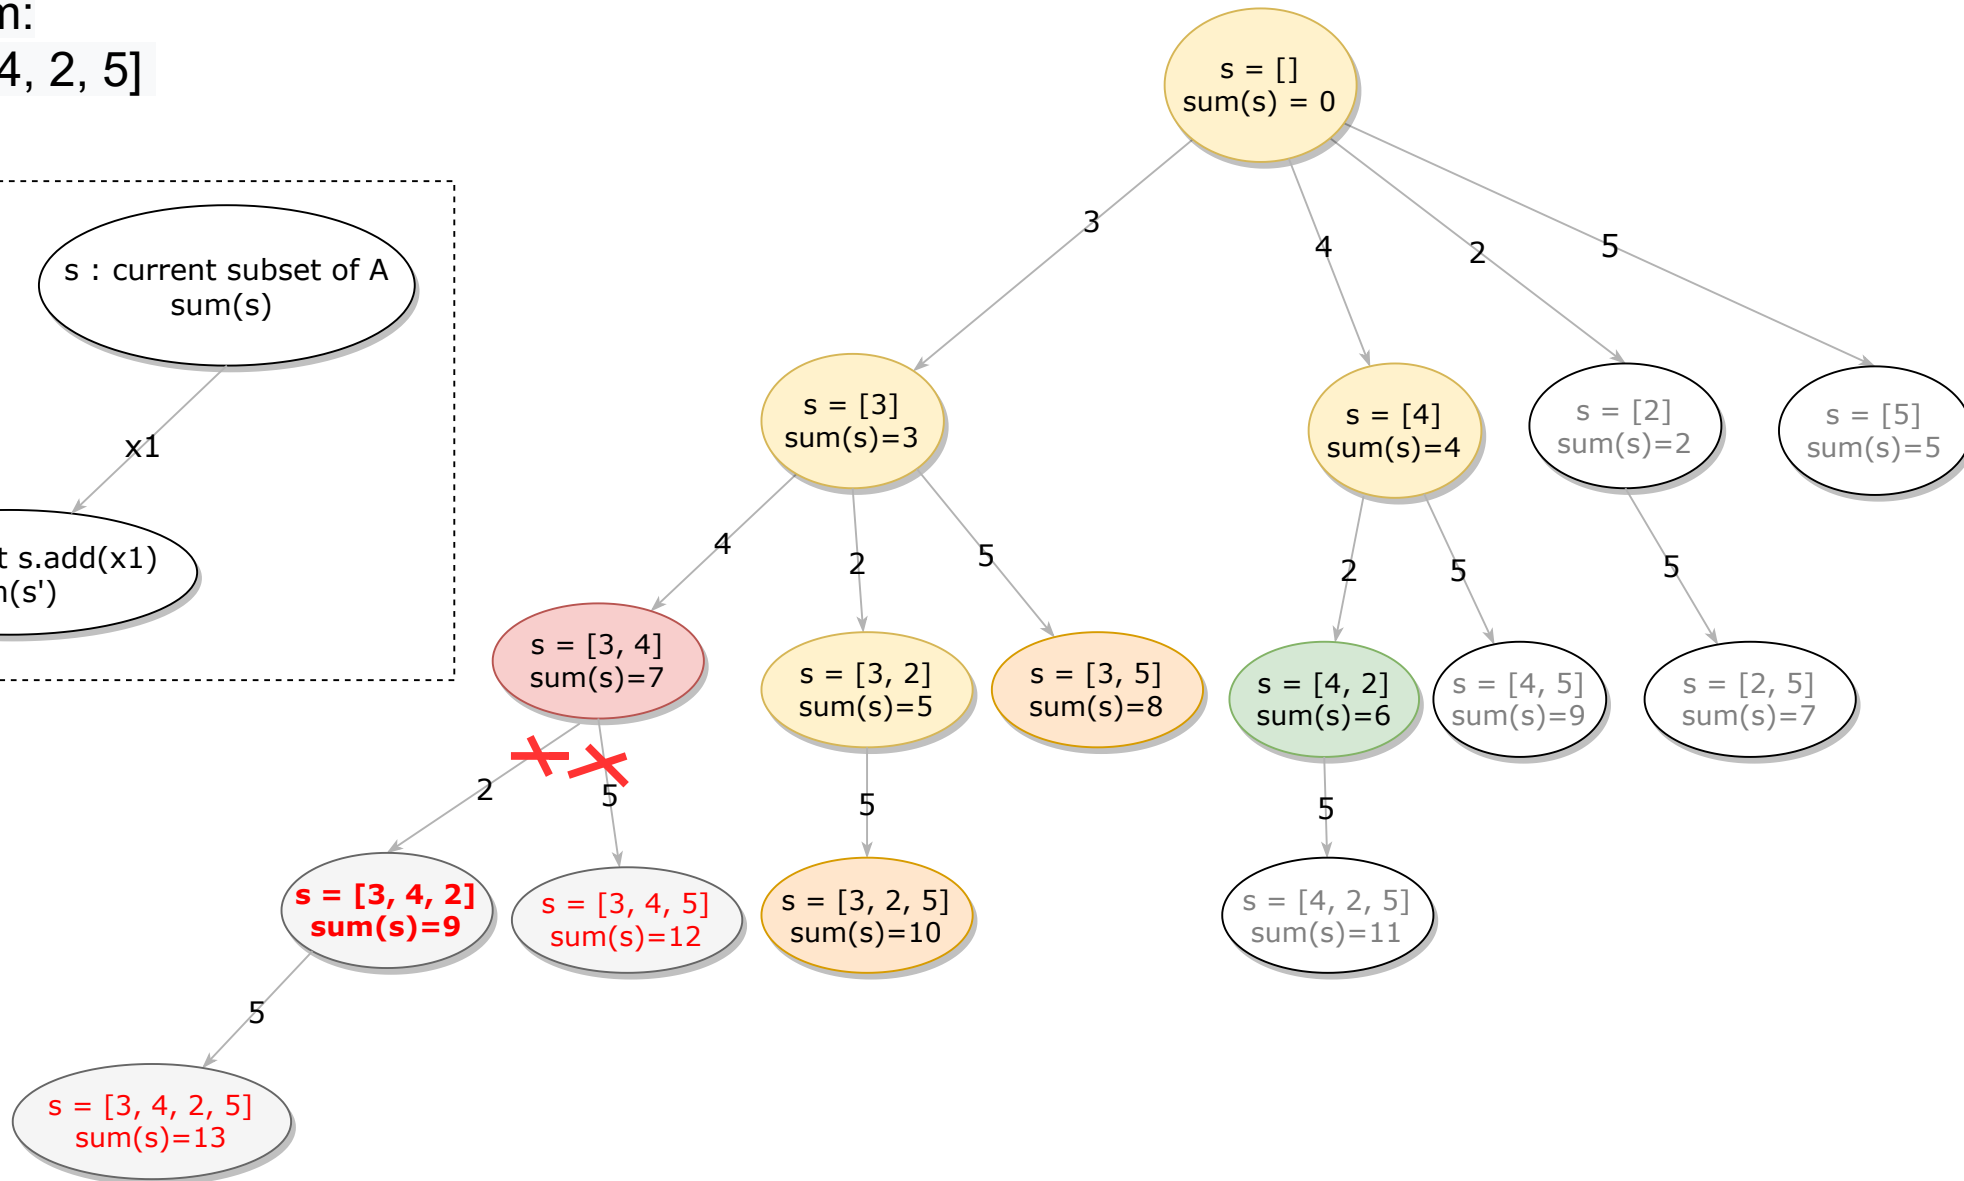 m:
4, 2, 5]
s = []
sum(s) = 0
s : current subset of A
sum(s)
x1
t s.add(x1)
n(s')
3
4
2
5
s = [3]
sum(s)=3
s = [4]
sum(s)=4
s = [2]
sum(s)=2
s = [5]
sum(s)=5
4
2
5
2
5
5
s = [3, 4]
sum(s)=7
s = [3, 2]
sum(s)=5
s = [3, 5]
sum(s)=8
s = [4, 2]
sum(s)=6
s = [4, 5]
sum(s)=9
s = [2, 5]
sum(s)=7
2
5
5
5
s = [3, 4, 2]
sum(s)=9
s = [3, 4, 5]
sum(s)=12
s = [3, 2, 5]
sum(s)=10
s = [4, 2, 5]
sum(s)=11
5
s = [3, 4, 2, 5]
sum(s)=13